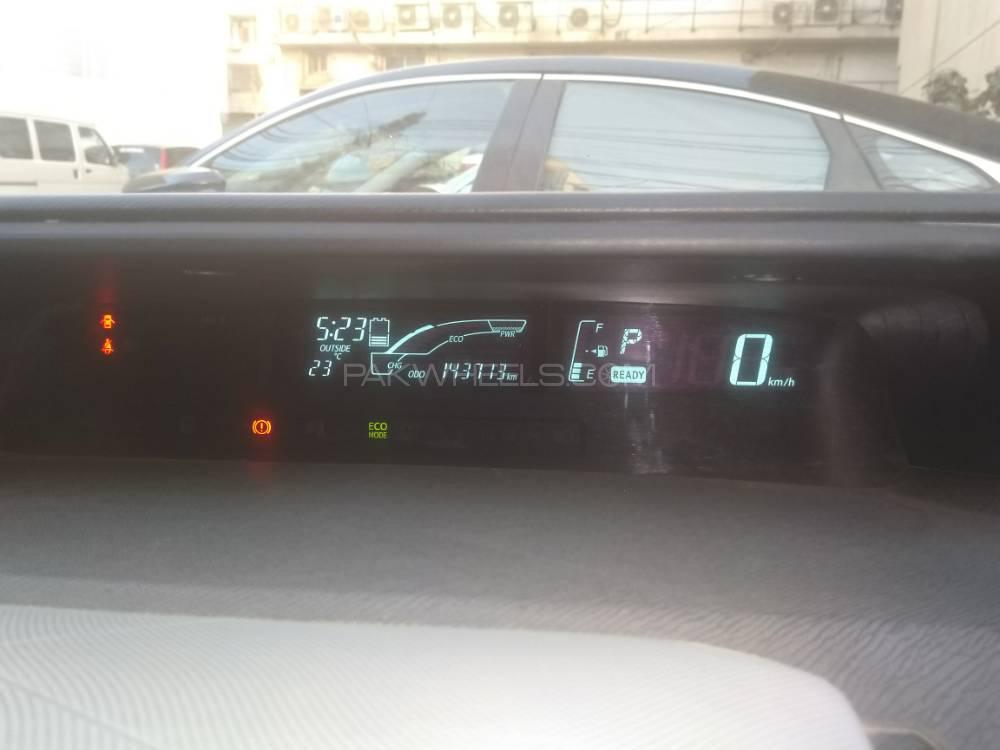 5:23
OUTSIDE
°C
23
CHG
ECO
PWR
ODO 143713 km
F
E
P
READY
0 km/h
ECO
MODE
PAKWHEELS.COM